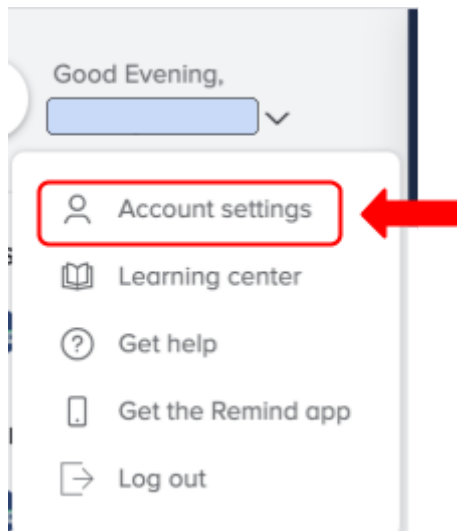 Good Evening,
Account settings
Learning center
Get help
Get the Remind app
Log out